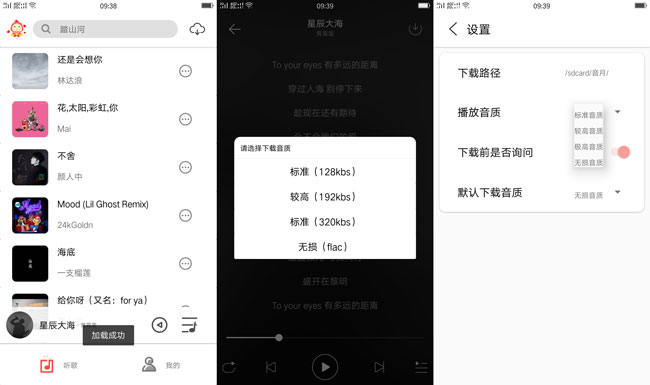 09:38
踏山河
还是会想你
林达浪
花,太阳,彩虹,你
Mai
不舍
颜人中
Mood (Lil Ghost Remix)
24kGoldn
海底
一支榴莲
给你呀（又名：for ya）
星辰大海
加载成功
听歌
我的
09:39
星辰大海
黄霄雲
To your eyes 有多远的距离
穿过人海 别停下来
趁现在还有期待
请选择下载音质
标准（128kbs）
较高（192kbs）
标准（320kbs）
无损（flac）
盛开在黎明
To your eyes 有多远的距离
09:39
设置
下载路径
/sdcard/音月/
播放音质
标准音质
较高音质
极高音质
无损音质
下载前是否询问
默认下载音质
无损音质